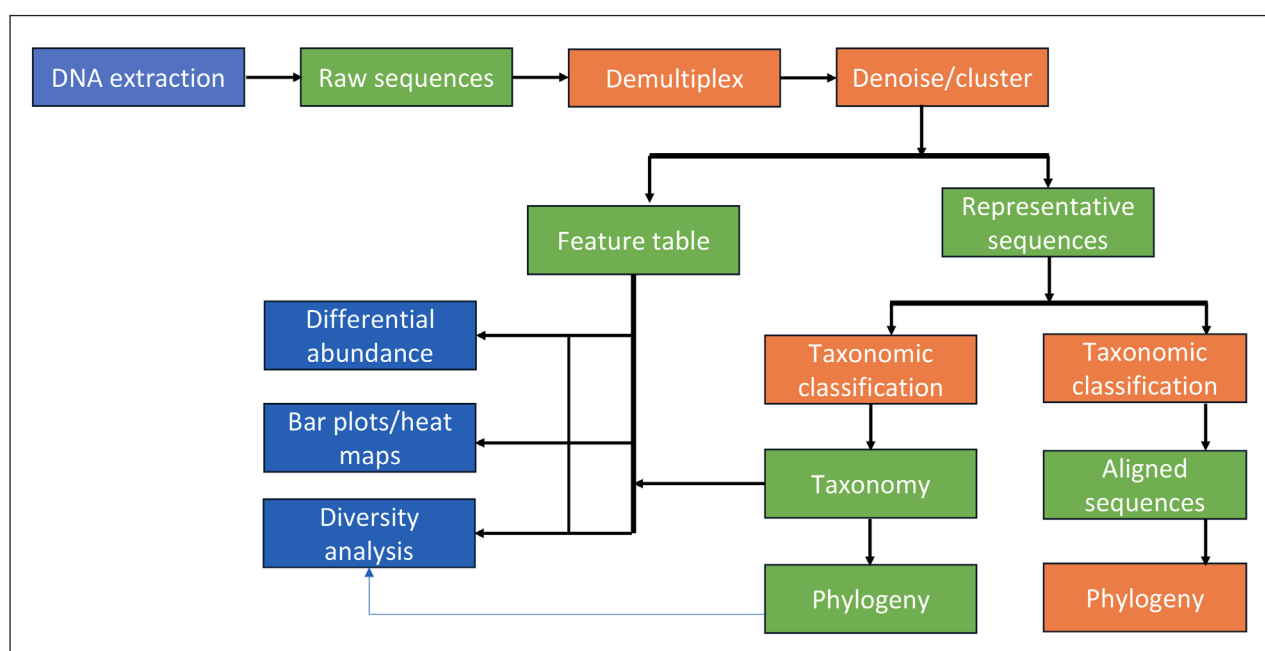 DNA extraction
Raw sequences
Demultiplex
Denoise/cluster
Representative
sequences
Feature table
Differential
abundance
Taxonomic
classification
Taxonomic
classification
Bar plots/heat
maps
Taxonomy
Aligned
sequences
Diversity
analysis
Phylogeny
Phylogeny